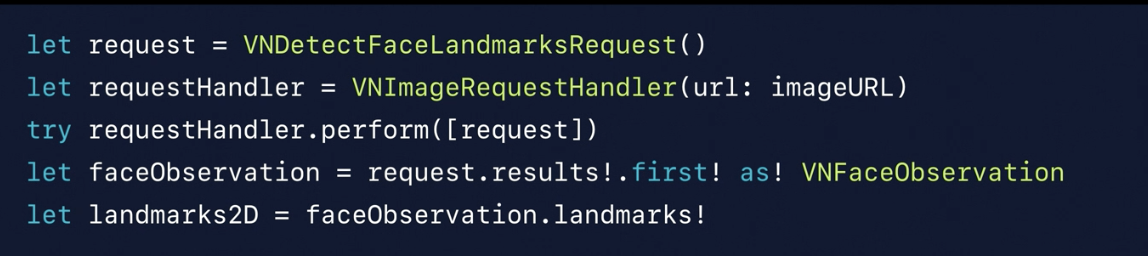 let request = VNDetectFaceLandmarksRequest()
let requestHandler = VNImageRequestHandler(url: imageURL)
try requestHandler.perform([request])
let faceObservation = request.results!.first! as! VNFaceObservation
let landmarks2D = faceObservation.landmarks!